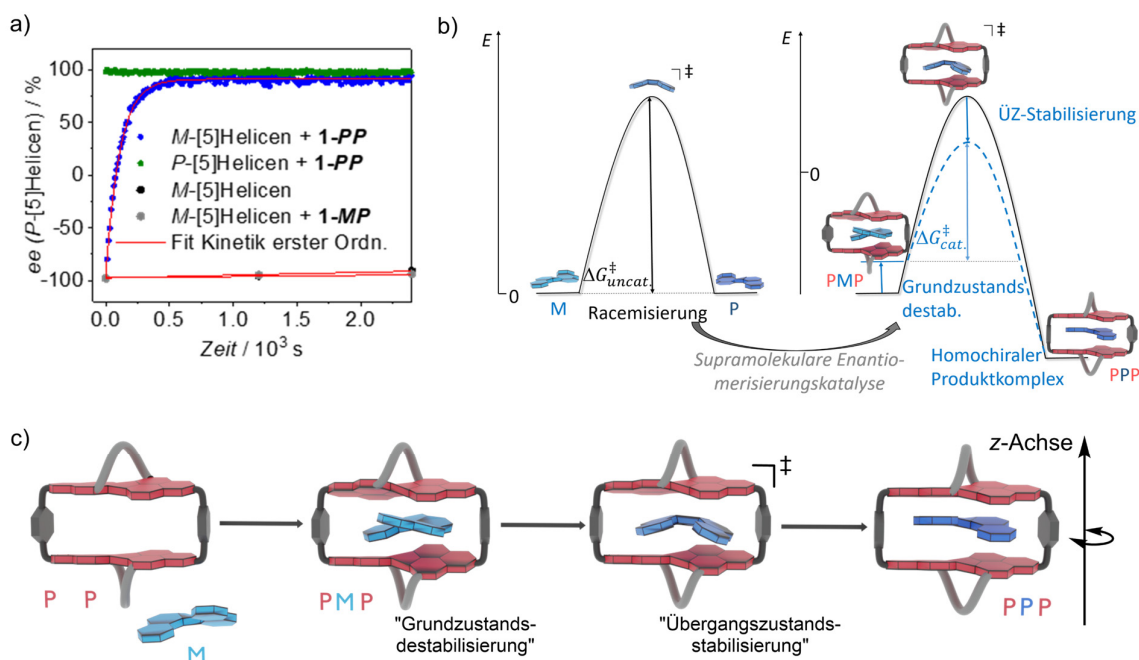 a)
ee (P-[5]Helicen) / %
100
50
0
-50
-100
M-[5]Helicen + 1-PP
P-[5]Helicen + 1-PP
M-[5]Helicen
M-[5]Helicen + 1-MP
Fit Kinetik erster Ordn.
0.0 0.6 1.2 1.8 2.0
Zeit / 10³ s
b)
E
‡
ΔG‡uncat.
0
M
Racemisierung
P
Supramolekulare Enantio-
merisierungskatalyse
E
‡
ÜZ-Stabilisierung
0
ΔG‡cat.
PMP
Grundzustands
destab.
Homochiraler
Produktkomplex
PPP
c)
P P
M
PMP
"Grundzustands-
destabilisierung"
‡
"Übergangszustands-
stabilisierung"
PPP
z-Achse